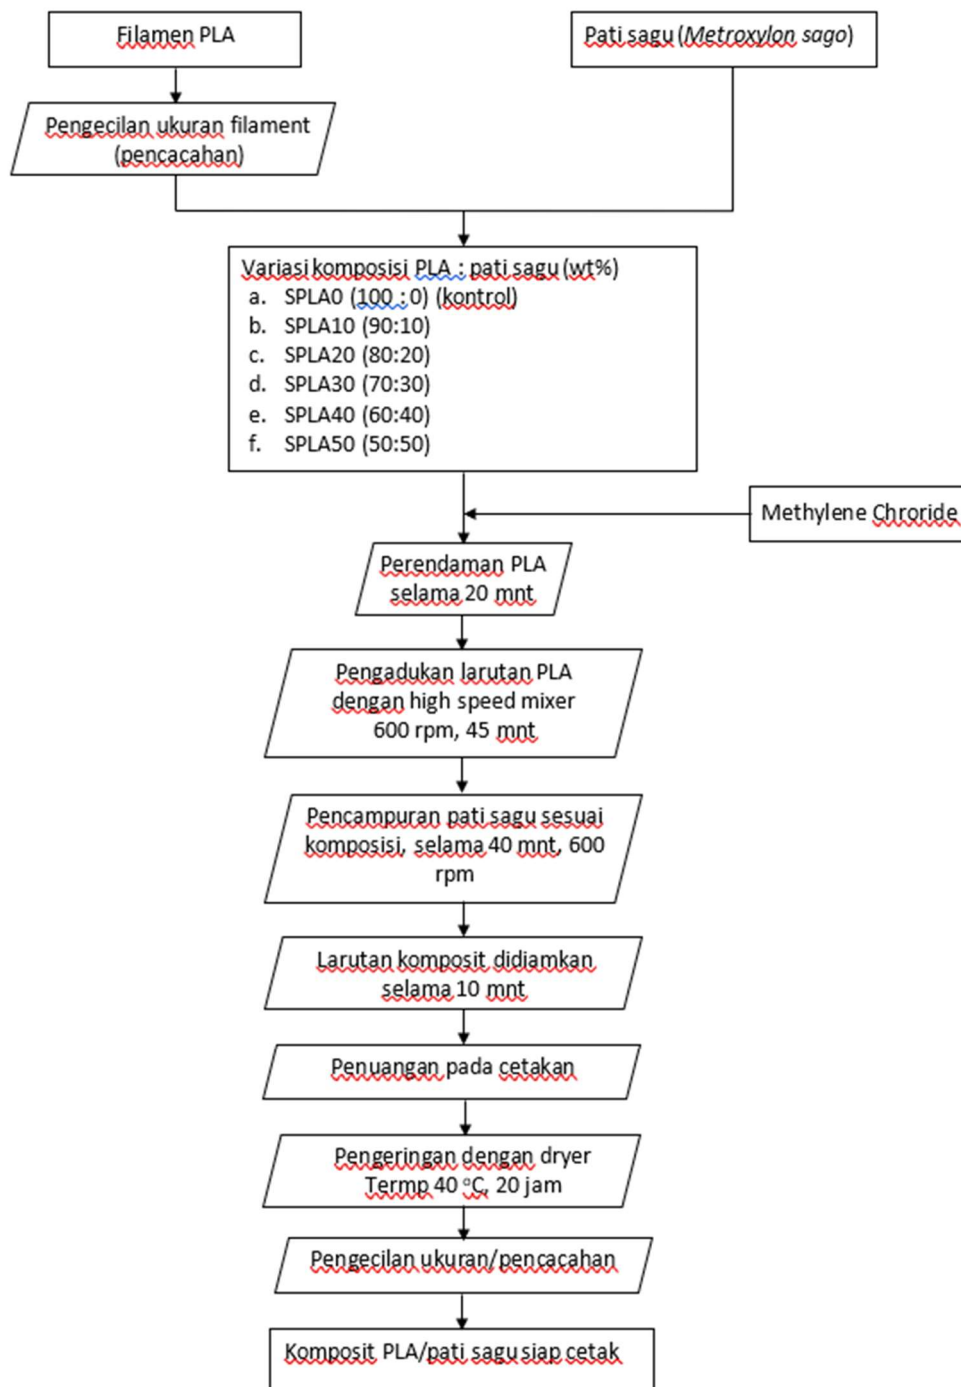 Filamen PLA
Pati sagu (Metroxylon sago)
Pengecilan ukuran filament
(pencacahan)
Variasi komposisi PLA : pati sagu (wt%)
a. SPLA0 (100 : 0) (kontrol)
b. SPLA10 (90:10)
c. SPLA20 (80:20)
d. SPLA30 (70:30)
e. SPLA40 (60:40)
f. SPLA50 (50:50)
Methylene Chroride
Perendaman PLA
selama 20 mnt
Pengadukan larutan PLA
dengan high speed mixer
600 rpm, 45 mnt
Pencampuran pati sagu sesuai
komposisi, selama 40 mnt, 600
rpm
Larutan komposit didiamkan
selama 10 mnt
Penuangan pada cetakan
Pengeringan dengan dryer
Termp 40 °C, 20 jam
Pengecilan ukuran/pencacahan
Komposit PLA/pati sagu siap cetak